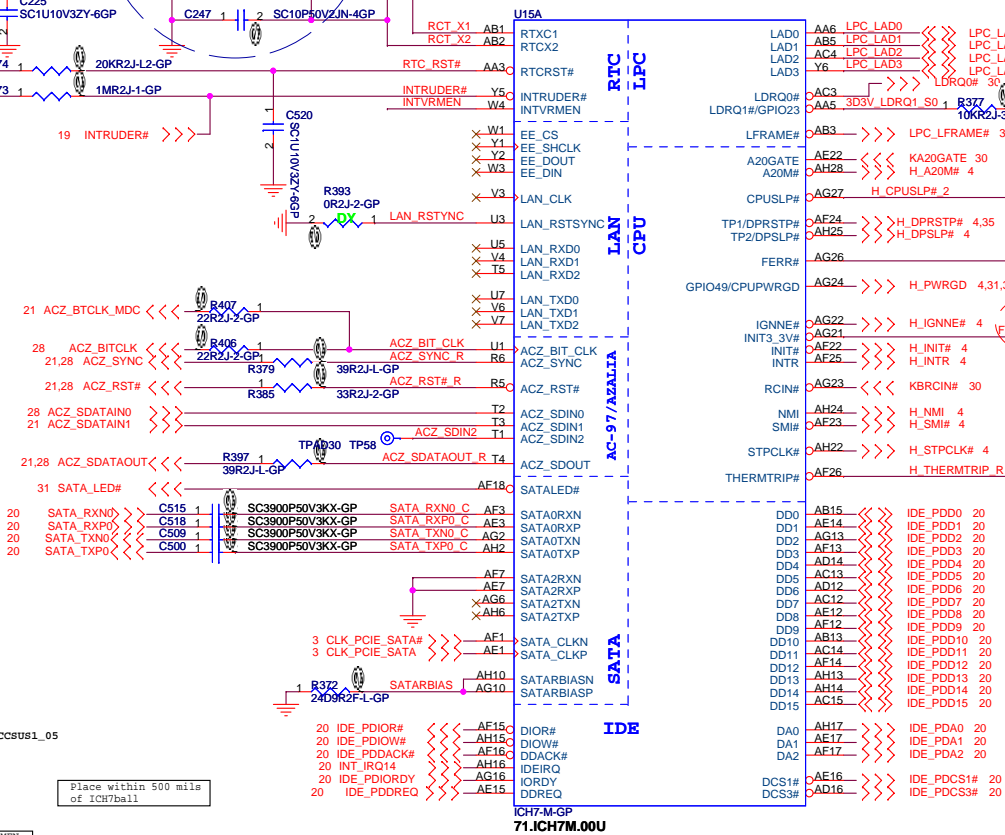 C225
SC1U10V3ZY-6GP
C247 1 2 SC10P50V2JN-4GP
U15A
RCT_X1 AB1 RTXC1
RCT_X2 AB2 RTCX2
20KR2J-L2-GP
RTC_RST# AA3 RTCRST#
1MR2J-1-GP
INTRUDER# Y5 INTRUDER#
INTVRMEN W4 INTVRMEN
19 INTRUDER#
C520
SC1U10V3ZY-6GP
RTC
LPC
W1 EE_CS
Y1 EE_SHCLK
Y2 EE_DOUT
W3 EE_DIN
V3 LAN_CLK
R393
0R2J-2-GP
DY
2 1 LAN_RSTYNC U3 LAN_RSTSYNC
U5 LAN_RXD0
V4 LAN_RXD1
T5 LAN_RXD2
U7 LAN_TXD0
V6 LAN_TXD1
V7 LAN_TXD2
LAN
CPU
21 ACZ_BTCLK_MDC R407 1
22R2J-2-GP
28 ACZ_BITCLK R406 1 ACZ_BIT_CLK U1 ACZ_BIT_CLK
22R2J-2-GP
21,28 ACZ_SYNC R379 39R2J-L-GP ACZ_SYNC_R R6 ACZ_SYNC
21,28 ACZ_RST# R385 33R2J-2-GP ACZ_RST#_R R5 ACZ_RST#
28 ACZ_SDATAIN0 T2 ACZ_SDIN0
21 ACZ_SDATAIN1 T3 ACZ_SDIN1
TPAD30 TP58 ACZ_SDIN2 T1 ACZ_SDIN2
21,28 ACZ_SDATAOUT R397 39R2J-L-GP ACZ_SDATAOUT_R T4 ACZ_SDOUT
AC-97/AZALIA
31 SATA_LED# AF18 SATALED#
20 SATA_RXN0 C515 1 SC3900P50V3KX-GP SATA_RXN0_C AF3 SATA0RXN
20 SATA_RXP0 C518 1 SC3900P50V3KX-GP SATA_RXP0_C AE3 SATA0RXP
20 SATA_TXN0 C509 1 SC3900P50V3KX-GP SATA_TXN0_C AG2 SATA0TXN
20 SATA_TXP0 C500 1 SC3900P50V3KX-GP SATA_TXP0_C AH2 SATA0TXP
AF7 SATA2RXN
AE7 SATA2RXP
AG6 SATA2TXN
AH6 SATA2TXP
3 CLK_PCIE_SATA# AF1 SATA_CLKN
3 CLK_PCIE_SATA AE1 SATA_CLKP
SATA
AH10 SATARBIASN
1 R372 SATARBIAS AG10 SATARBIASP
24D9R2F-L-GP
IDE
20 IDE_PDIOR# AF15 DIOR#
20 IDE_PDIOW# AH15 DIOW#
20 IDE_PDDACK# AF16 DDACK#
20 INT_IRQ14 AH16 IDEIRQ
20 IDE_PDIORDY AG16 IORDY
20 IDE_PDDREQ AE15 DDREQ
LAD0 AA6 LPC_LAD0
LAD1 AB5 LPC_LAD1
LAD2 AC4 LPC_LAD2
LAD3 Y6 LPC_LAD3
LDRQ0# AC3 LDRQ0# 30
LDRQ1#/GPIO23 AA5 3D3V_LDRQ1_S0 1 R377
LFRAME# AB3 LPC_LFRAME# 3
A20GATE AE22 KA20GATE 30
A20M# AH28 H_A20M# 4
CPUSLP# AG27 H_CPUSLP#_2
TP1/DPRSTP# AF24 H_DPRSTP# 4,35
TP2/DPSLP# AH25 H_DPSLP# 4
FERR# AG26
GPIO49/CPUPWRGD AG24 H_PWRGD 4,31,
IGNNE# AG22 H_IGNNE# 4
INIT3_3V# AG21
INIT# AF22 H_INIT# 4
INTR AF25 H_INTR 4
RCIN# AG23 KBRCIN# 30
NMI AH24 H_NMI 4
SMI# AF23 H_SMI# 4
STPCLK# AH22 H_STPCLK# 4
THERMTRIP# AF26 H_THERMTRIP_R
DD0 AB15 IDE_PDD0 20
DD1 AE14 IDE_PDD1 20
DD2 AG13 IDE_PDD2 20
DD3 AF13 IDE_PDD3 20
DD4 AD14 IDE_PDD4 20
DD5 AC13 IDE_PDD5 20
DD6 AD12 IDE_PDD6 20
DD7 AC12 IDE_PDD7 20
DD8 AE12 IDE_PDD8 20
DD9 AF12 IDE_PDD9 20
DD10 AB13 IDE_PDD10 20
DD11 AC14 IDE_PDD11 20
DD12 AF14 IDE_PDD12 20
DD13 AH13 IDE_PDD13 20
DD14 AH14 IDE_PDD14 20
DD15 AC15 IDE_PDD15 20
DA0 AH17 IDE_PDA0 20
DA1 AE17 IDE_PDA1 20
DA2 AF17 IDE_PDA2 20
DCS1# AE16 IDE_PDCS1# 20
DCS3# AD16 IDE_PDCS3# 20
CCSUS1_05
Place within 500 mils
of ICH7ball
ICH7-M-GP
71.ICH7M.00U